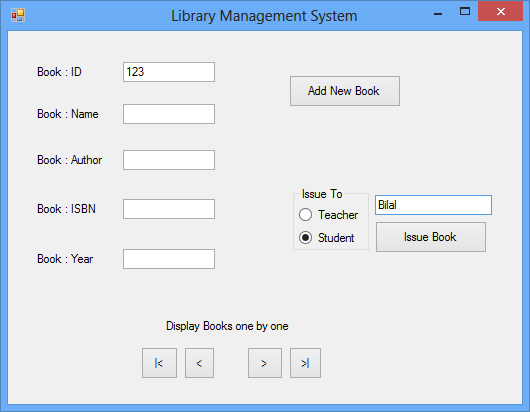 Library Management System
Book : ID
123
Add New Book
Book : Name
Book : Author
Issue To
Teacher
Bilal
Book : ISBN
Student
Issue Book
Book : Year
Display Books one by one
|<
<
>
>|